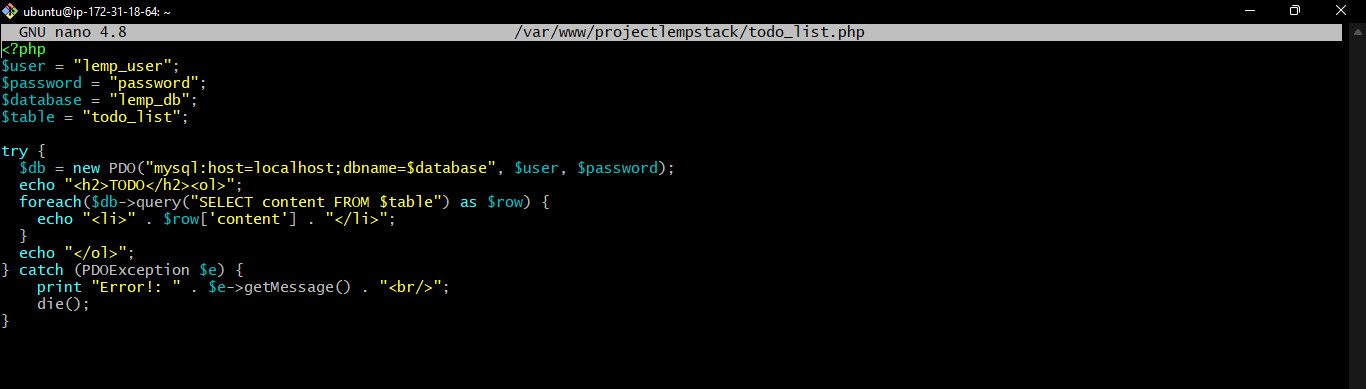 ubuntu@ip-172-31-18-64: ~
GNU nano 4.8 /var/www/projectlempstack/todo_list.php
<?php
$user = "lemp_user";
$password = "password";
$database = "lemp_db";
$table = "todo_list";
try {
  $db = new PDO("mysql:host=localhost;dbname=$database", $user, $password);
  echo "<h2>TODO</h2><ol>";
  foreach($db->query("SELECT content FROM $table") as $row) {
    echo "<li>" . $row['content'] . "</li>";
  }
  echo "</ol>";
} catch (PDOException $e) {
    print "Error!: " . $e->getMessage() . "<br/>";
    die();
}